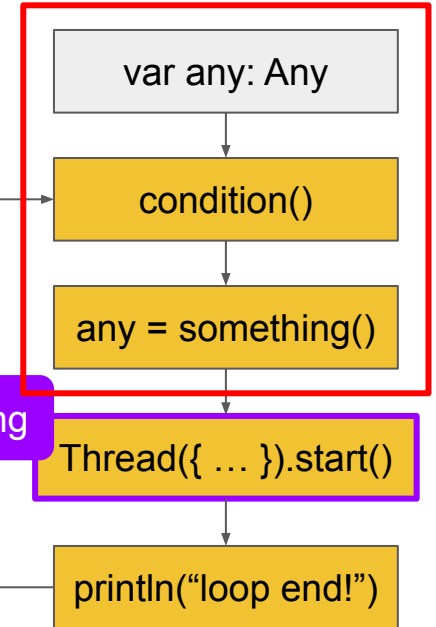 var any: Any
condition()
any = something()
Thread({ … }).start()
println(“loop end!”)